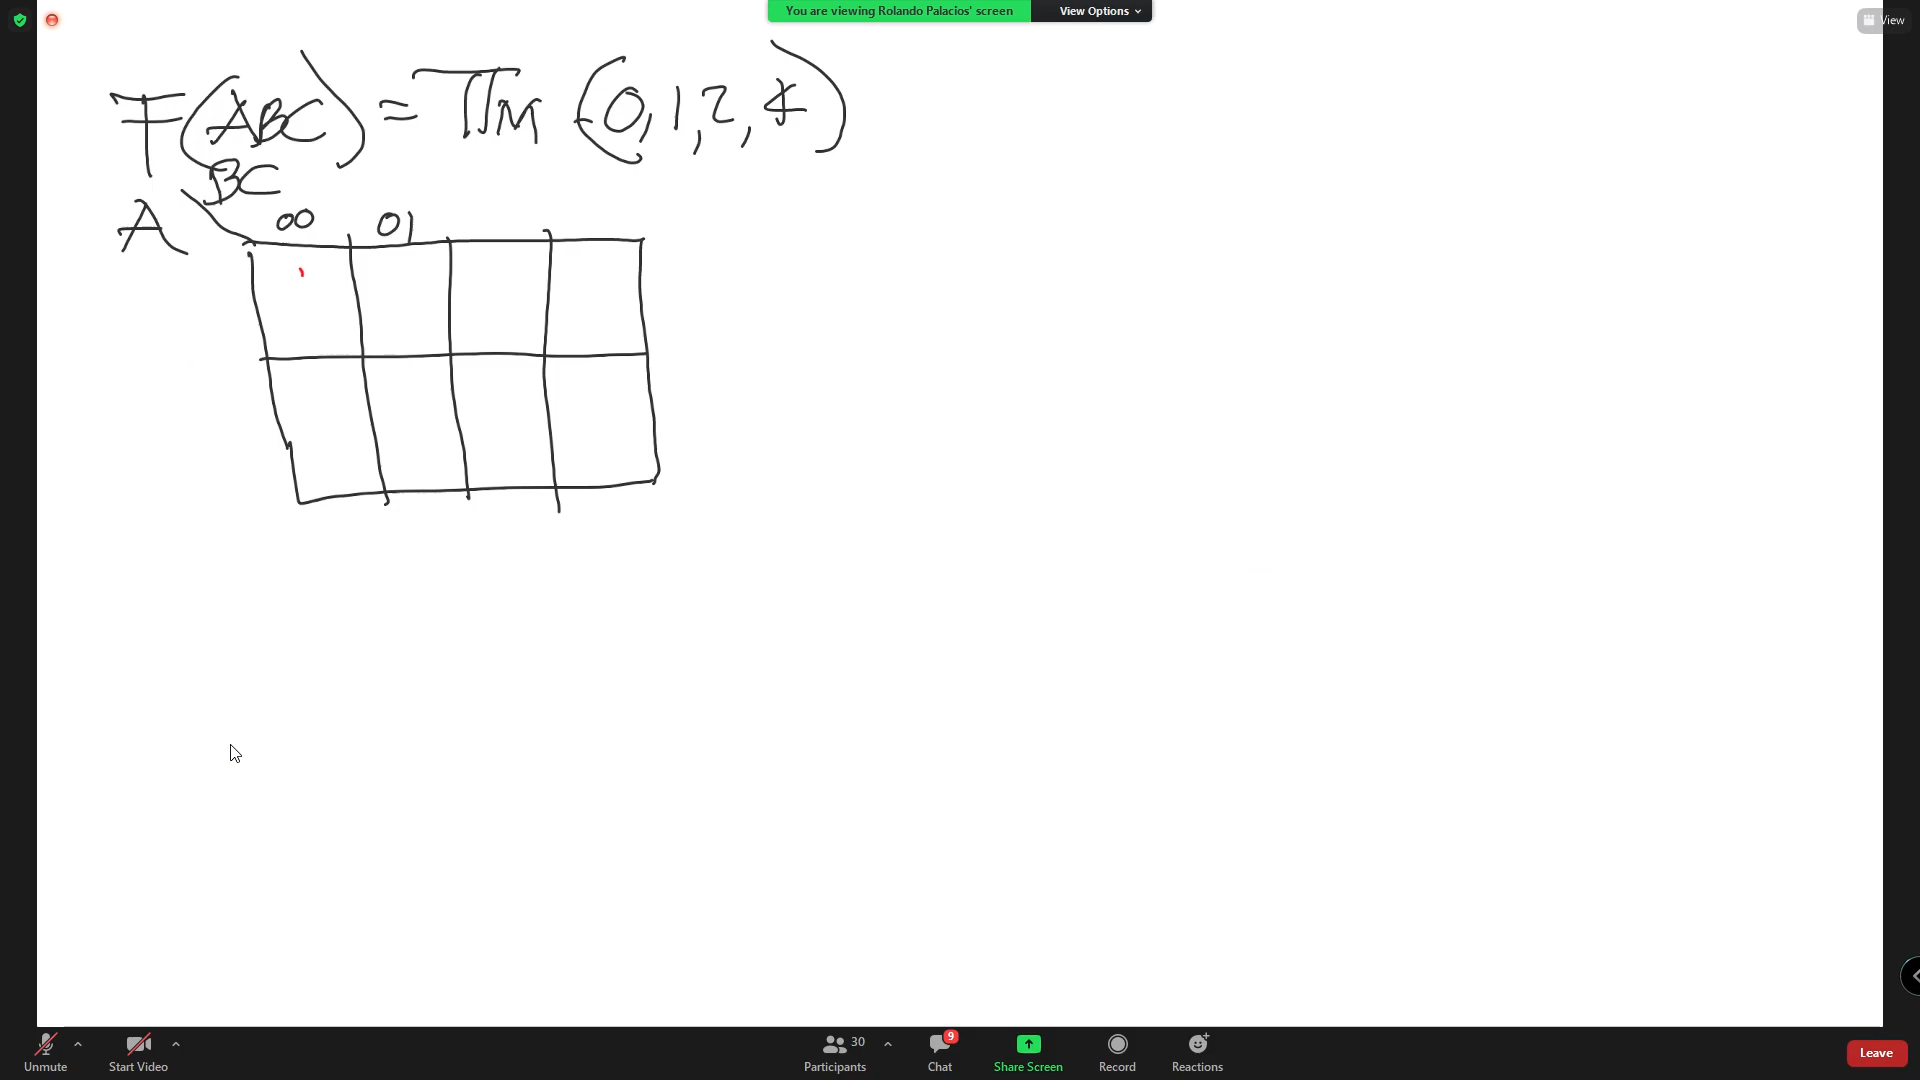 You are viewing Rolando Palacios' screen View Options
View
F(ABC) = ΠM (0,1,2,4)
BC
A
00 01
Unmute
Start Video
30
Participants
9
Chat
Share Screen
Record
Reactions
Leave